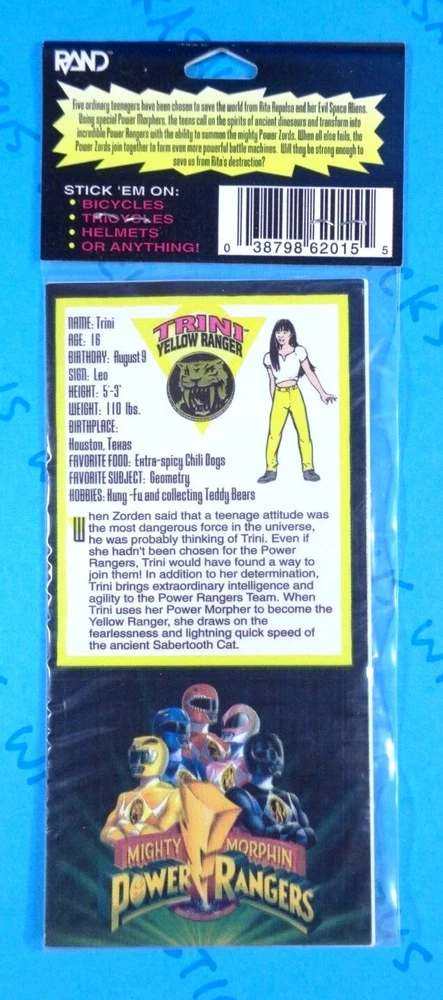 RAND™
Five ordinary teenagers have been chosen to save the world from Rita Repulsa and her Evil Space Aliens.
Using special Power Morphers, the teens call on the spirits of ancient dinosaurs and transform into
incredible Power Rangers with the ability to summon the mighty Power Zords. When all else fails, the
Power Zords join together to form even more powerful battle machines. Will they be strong enough to
save us from Rita's destruction?
STICK 'EM ON:
• BICYCLES
• TRICYCLES
• HELMETS
• OR ANYTHING!
0 38798 62015 5
TRINI™
YELLOW RANGER
NAME: Trini
AGE: 16
BIRTHDAY: August 9
SIGN: Leo
HEIGHT: 5'-3"
WEIGHT: 110 lbs.
BIRTHPLACE:
Houston, Texas
FAVORITE FOOD: Extra-spicy Chili Dogs
FAVORITE SUBJECT: Geometry
HOBBIES: Kung-Fu and collecting Teddy Bears
When Zorden said that a teenage attitude was
the most dangerous force in the universe,
he was probably thinking of Trini. Even if
she hadn't been chosen for the Power
Rangers, Trini would have found a way to
join them! In addition to her determination,
Trini brings extraordinary intelligence and
agility to the Power Rangers Team. When
Trini uses her Power Morpher to become the
Yellow Ranger, she draws on the
fearlessness and lightning quick speed of
the ancient Sabertooth Cat.
MIGHTY MORPHIN
POWER RANGERS